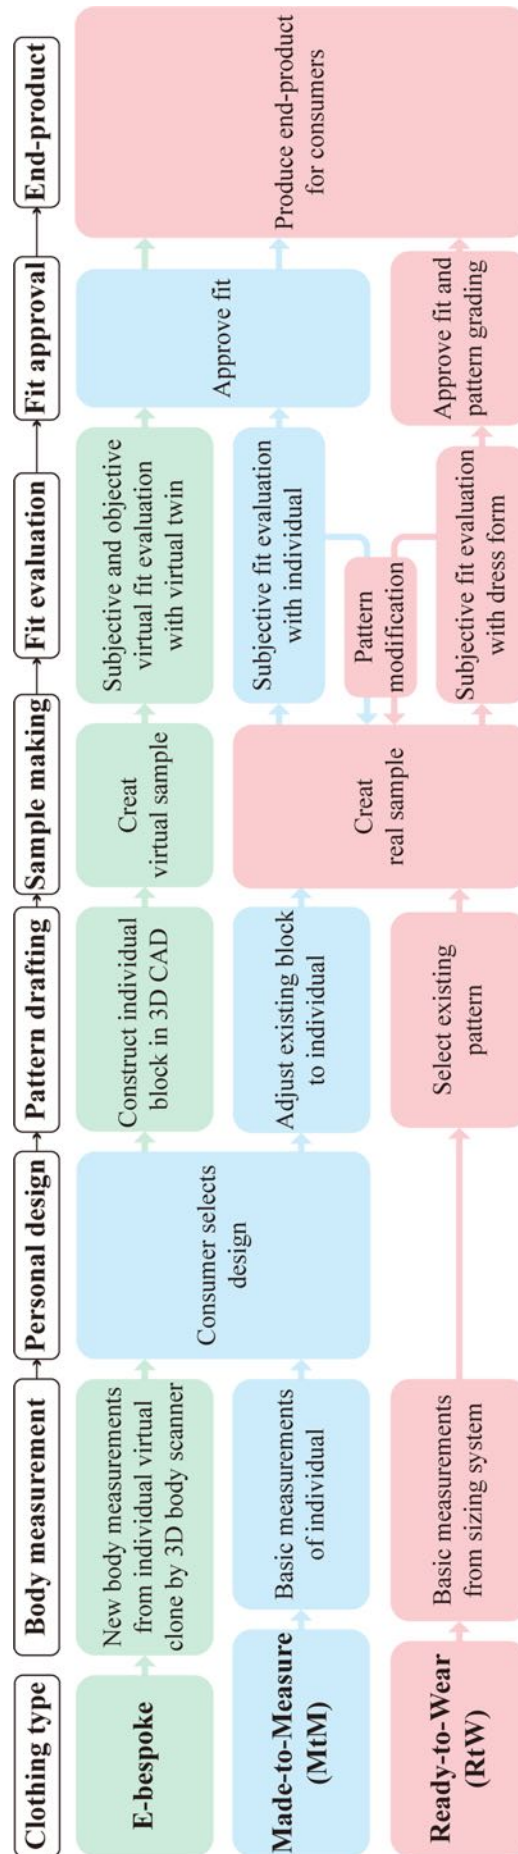 Clothing type
Body measurement
Personal design
Pattern drafting
Sample making
Fit evaluation
Fit approval
End-product
E-bespoke
New body measurements
from individual virtual
clone by 3D body scanner
Consumer selects
design
Construct individual
block in 3D CAD
Creat
virtual sample
Subjective and objective
virtual fit evaluation
with virtual twin
Approve fit
Produce end-product
for consumers
Made-to-Measure
(MtM)
Basic measurements
of individual
Adjust existing block
to individual
Creat
real sample
Subjective fit evaluation
with individual
Pattern
modification
Ready-to-Wear
(RtW)
Basic measurements
from sizing system
Select existing
pattern
Subjective fit evaluation
with dress form
Approve fit and
pattern grading